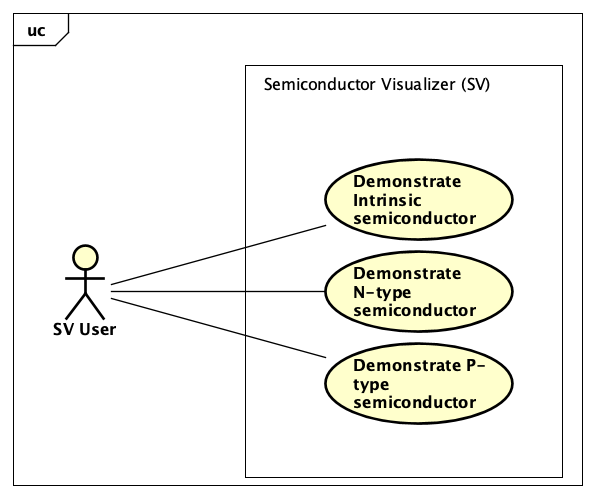 uc
Semiconductor Visualizer (SV)
Demonstrate
Intrinsic
semiconductor
Demonstrate
N-type
semiconductor
SV User
Demonstrate P-
type
semiconductor